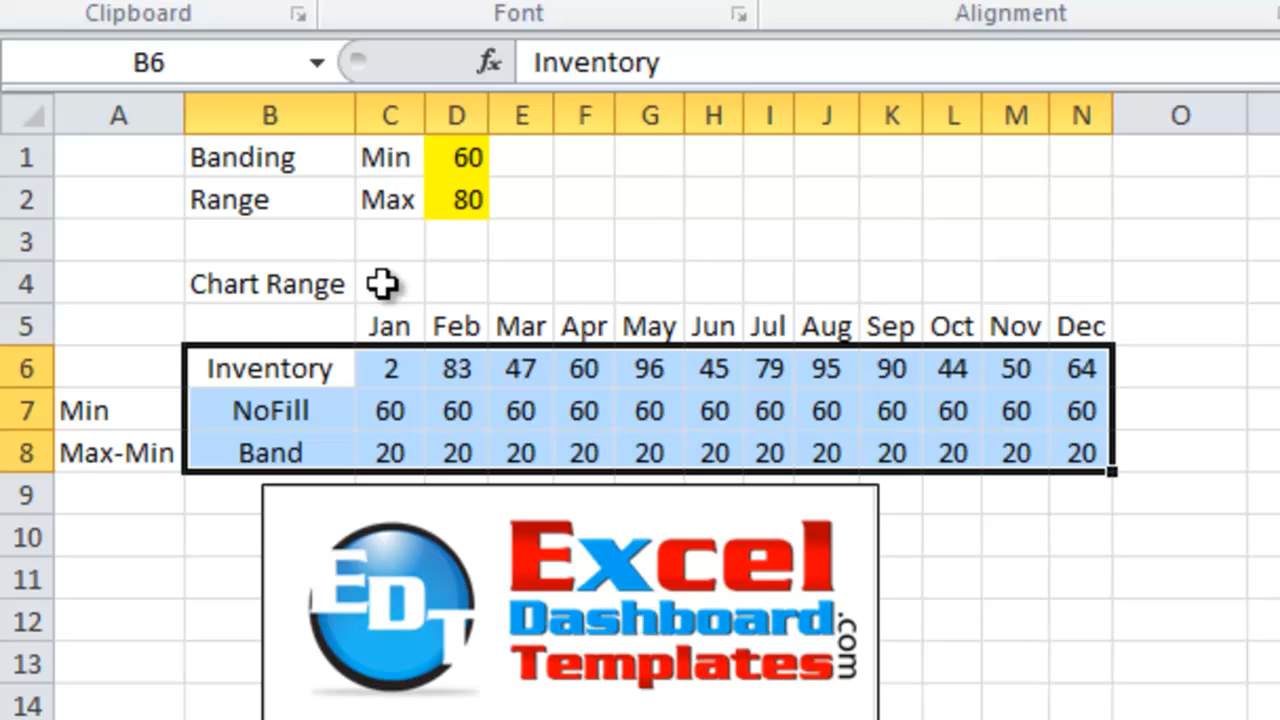 Clipboard Font Alignment
B6 fx Inventory
A B C D E F G H I J K L M N O
1 Banding Min 60
2 Range Max 80
3
4 Chart Range
5 Jan Feb Mar Apr May Jun Jul Aug Sep Oct Nov Dec
6 Inventory 2 83 47 60 96 45 79 95 90 44 50 64
7 Min NoFill 60 60 60 60 60 60 60 60 60 60 60 60
8 Max-Min Band 20 20 20 20 20 20 20 20 20 20 20 20
9
10
11
12
13
14
EDT
Excel
Dashboard
Templates
.com